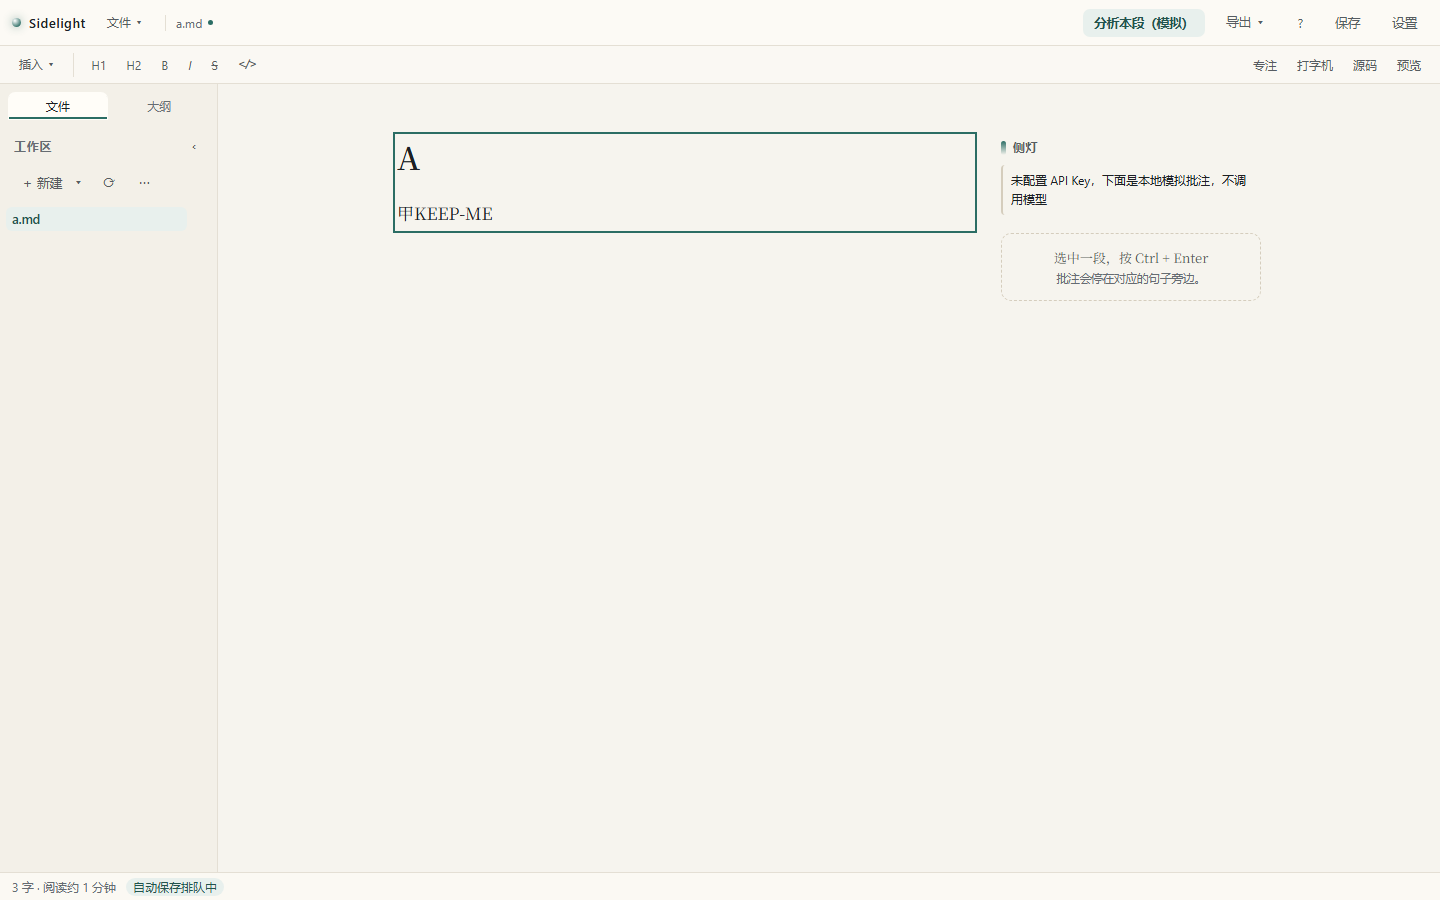 Sidelight 文件 ▾ a.md ● 分析本段（模拟） 导出 ▾ ? 保存 设置
插入 ▾ H1 H2 B I S </> 专注 打字机 源码 预览
文件 大纲
工作区 ‹
+ 新建 ▾ ⟳ ···
a.md
A
甲KEEP-ME
侧灯
未配置 API Key，下面是本地模拟批注，不调
用模型
选中一段，按 Ctrl + Enter
批注会停在对应的句子旁边。
3 字 · 阅读约 1 分钟 自动保存排队中